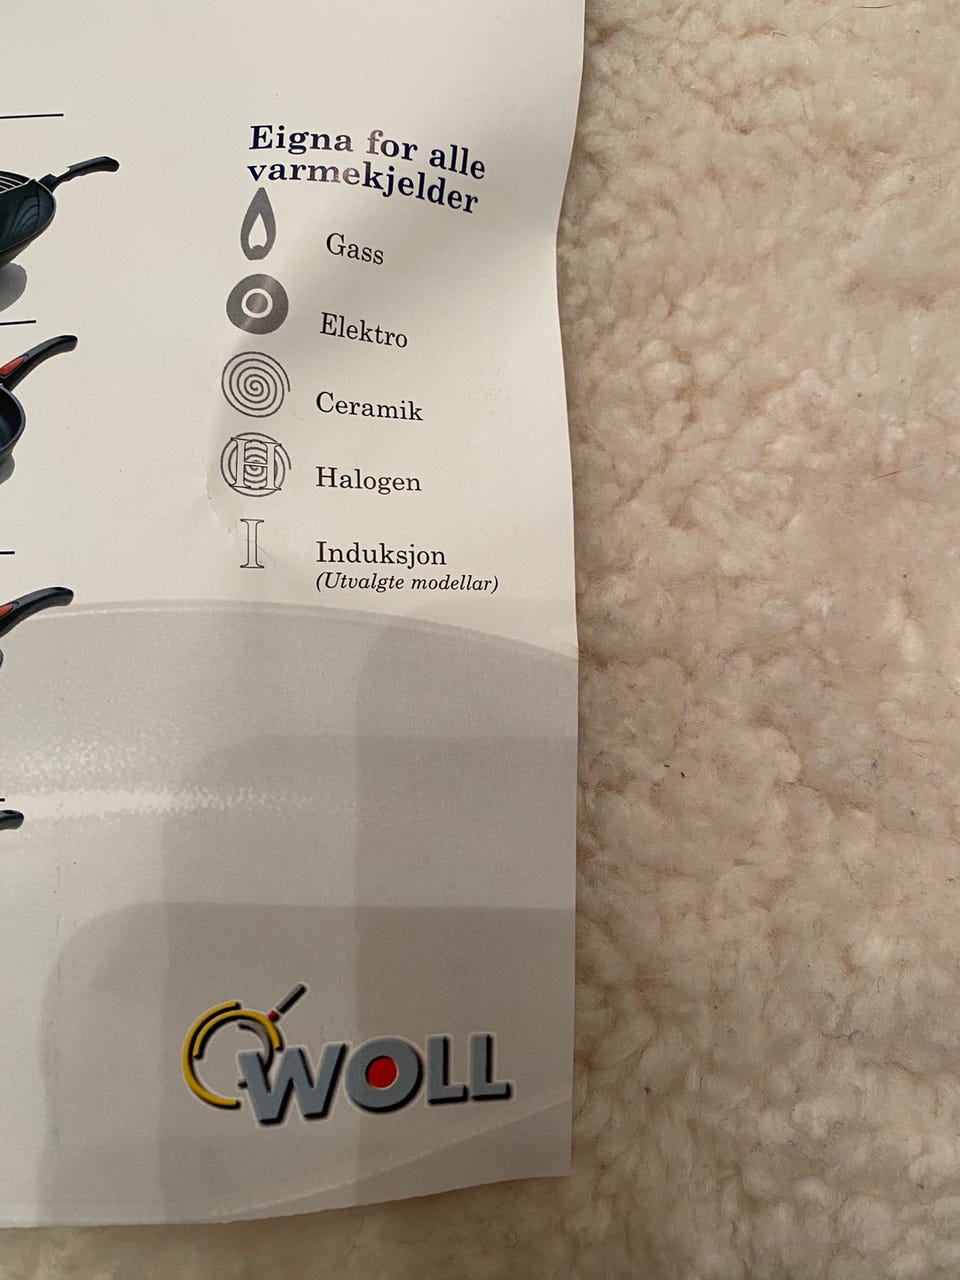 Eigna for alle
varmekjelder
Gass
Elektro
Ceramik
H
Halogen
I
Induksjon
(Utvalgte modellar)
WOLL